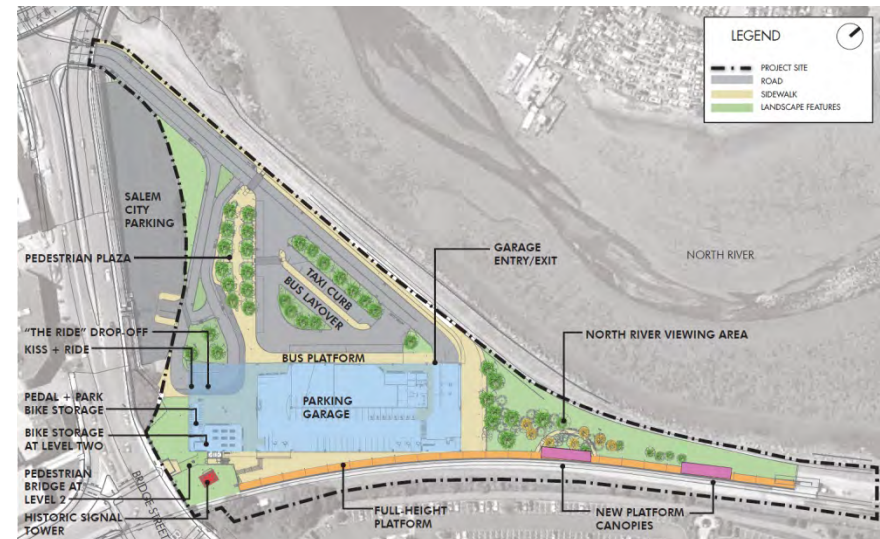 LEGEND
PROJECT SITE
ROAD
SIDEWALK
LANDSCAPE FEATURES
SALEM
CITY
PARKING
PEDESTRIAN PLAZA
TAXI CURB
BUS LAYOVER
GARAGE
ENTRY/EXIT
NORTH RIVER
"THE RIDE" DROP-OFF
KISS + RIDE
BUS PLATFORM
NORTH RIVER VIEWING AREA
PEDAL + PARK
BIKE STORAGE
PARKING
GARAGE
BIKE STORAGE
AT LEVEL TWO
PEDESTRIAN
BRIDGE AT
LEVEL 2
BRIDGE STREET
HISTORIC SIGNAL
TOWER
FULL-HEIGHT
PLATFORM
NEW PLATFORM
CANOPIES